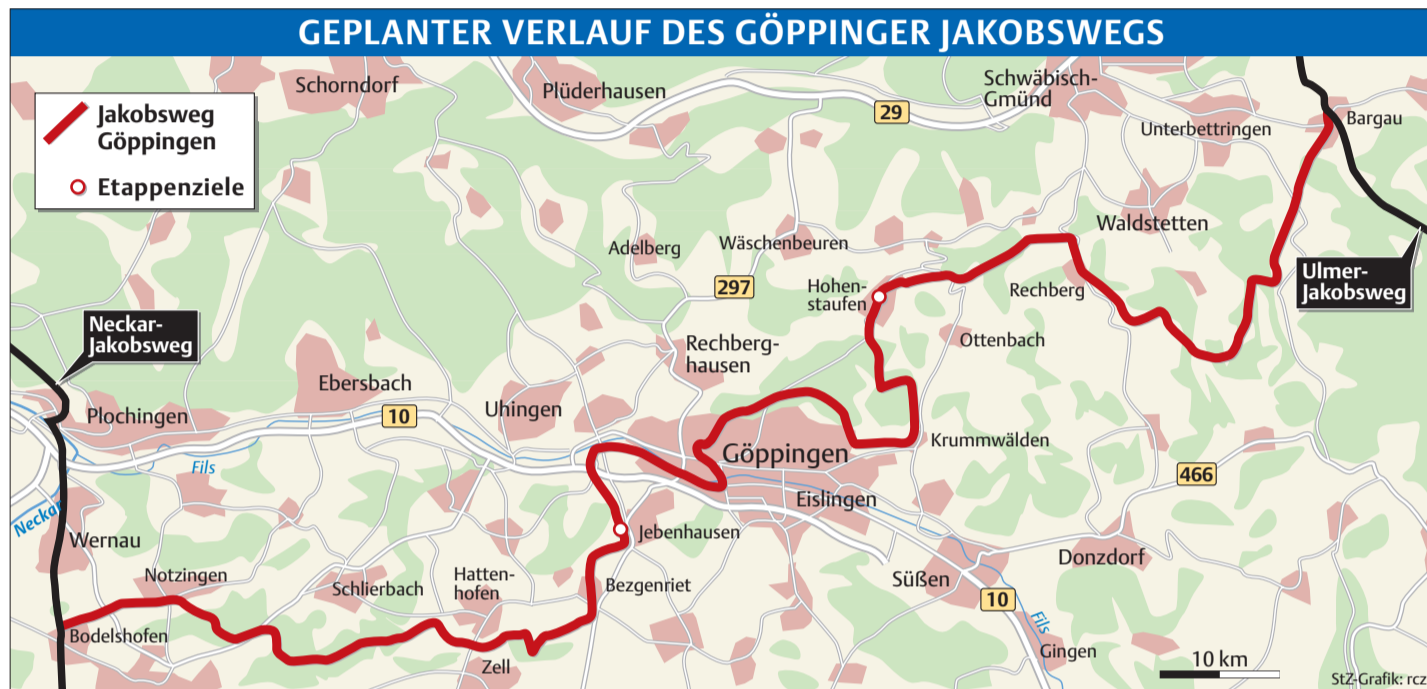 GEPLANTER VERLAUF DES GÖPPINGER JAKOBSWEGS
Jakobsweg
Göppingen
Etappenziele
Schorndorf
Plüderhausen
Schwäbisch-
Gmünd
29
Unterbettringen
Bargau
Waldstetten
Adelberg
Wäschenbeuren
297
Hohen-
staufen
Rechberg
Ulmer-
Jakobsweg
Neckar-
Jakobsweg
Rechberg-
hausen
Ottenbach
Ebersbach
Plochingen
10
Uhingen
Göppingen
Krummwälden
Fils
466
Eislingen
Neckar
Wernau
Jebenhausen
Donzdorf
Notzingen
Schlierbach
Hatten-
hofen
Bezgenriet
Süßen
10
Fils
Bodelshofen
Zell
Gingen
10 km
StZ-Grafik: rcz